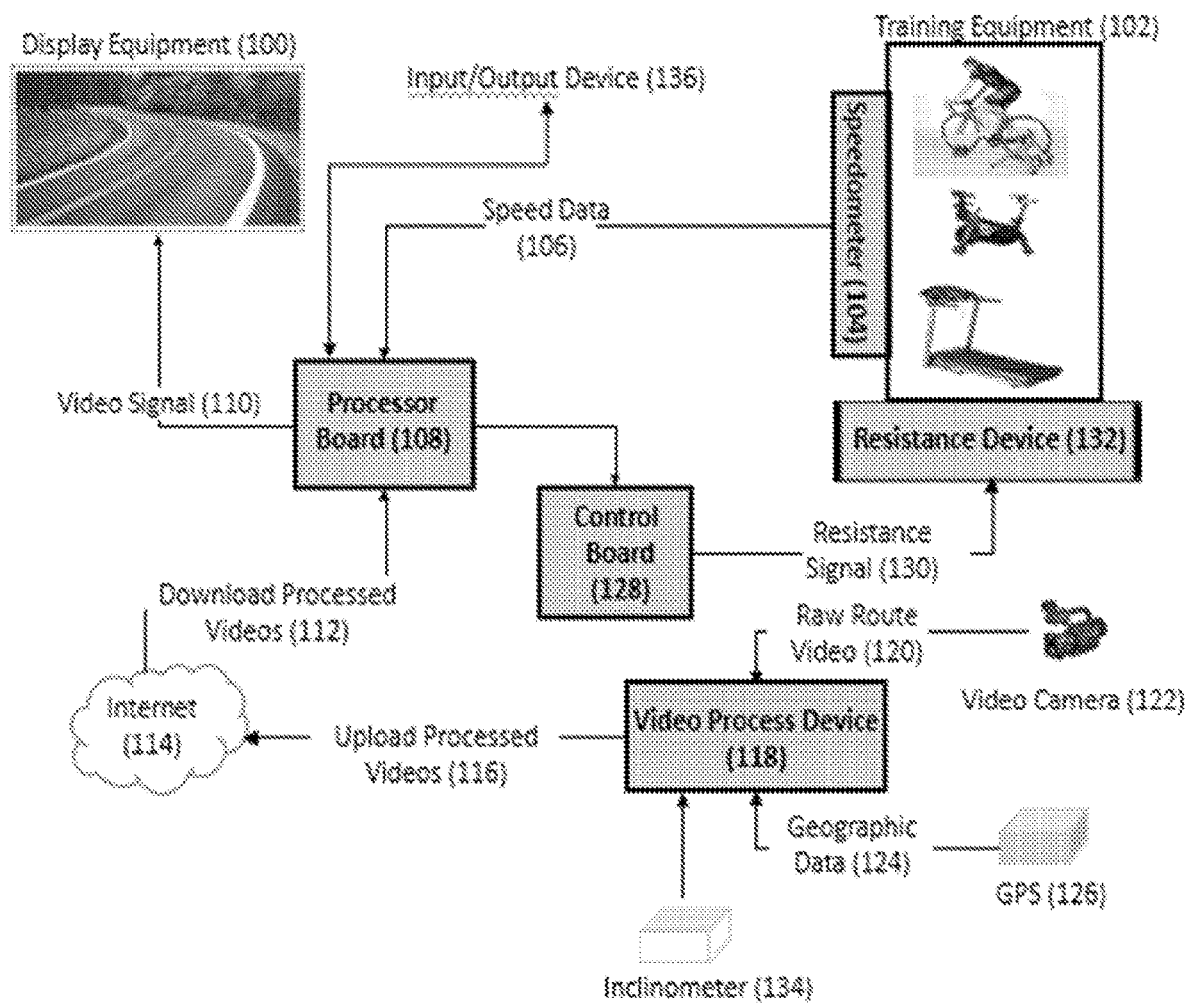 Training Equipment (102)
Display Equipment (100)
Input/Output Device (136)
Speedometer (104)
Speed Data
(106)
Video Signal (110)
Processor
Board (108)
Resistance Device (132)
Control
Board
(128)
Resistance
Signal (130)
Download Processed
Videos (112)
Raw Route
Video (120)
Video Camera (122)
Internet
(114)
Upload Processed
Videos (116)
Video Process Device
(118)
Geographic
Data (124)
GPS (126)
Inclinometer (134)